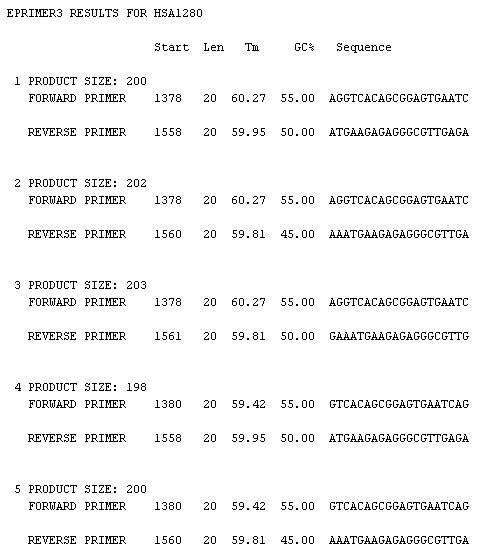 EPRIMER3 RESULTS FOR HSA1280
Start Len Tm GC% Sequence
1 PRODUCT SIZE: 200
FORWARD PRIMER 1378 20 60.27 55.00 AGGTCACAGCGGAGTGAATC
REVERSE PRIMER 1558 20 59.95 50.00 ATGAAGAGAGGGCGTTGAGA
2 PRODUCT SIZE: 202
FORWARD PRIMER 1378 20 60.27 55.00 AGGTCACAGCGGAGTGAATC
REVERSE PRIMER 1560 20 59.81 45.00 AAATGAAGAGAGGGCGTTGA
3 PRODUCT SIZE: 203
FORWARD PRIMER 1378 20 60.27 55.00 AGGTCACAGCGGAGTGAATC
REVERSE PRIMER 1561 20 59.81 50.00 GAAATGAAGAGAGGGCGTTG
4 PRODUCT SIZE: 198
FORWARD PRIMER 1380 20 59.42 55.00 GTCACAGCGGAGTGAATCAG
REVERSE PRIMER 1558 20 59.95 50.00 ATGAAGAGAGGGCGTTGAGA
5 PRODUCT SIZE: 200
FORWARD PRIMER 1380 20 59.42 55.00 GTCACAGCGGAGTGAATCAG
REVERSE PRIMER 1560 20 59.81 45.00 AAATGAAGAGAGGGCGTTGA